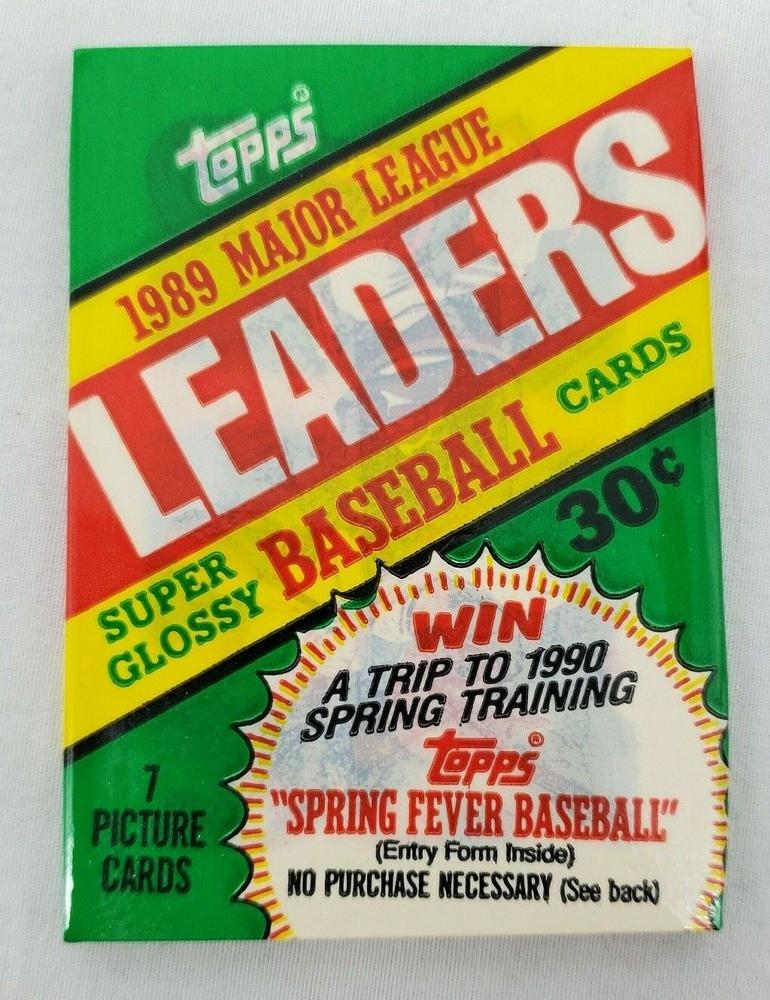 topps®
1989 MAJOR LEAGUE
LEADERS
SUPER GLOSSY BASEBALL CARDS
30¢
WIN
A TRIP TO 1990
SPRING TRAINING
topps®
"SPRING FEVER BASEBALL"
(Entry Form Inside)
NO PURCHASE NECESSARY (See back)
7
PICTURE
CARDS